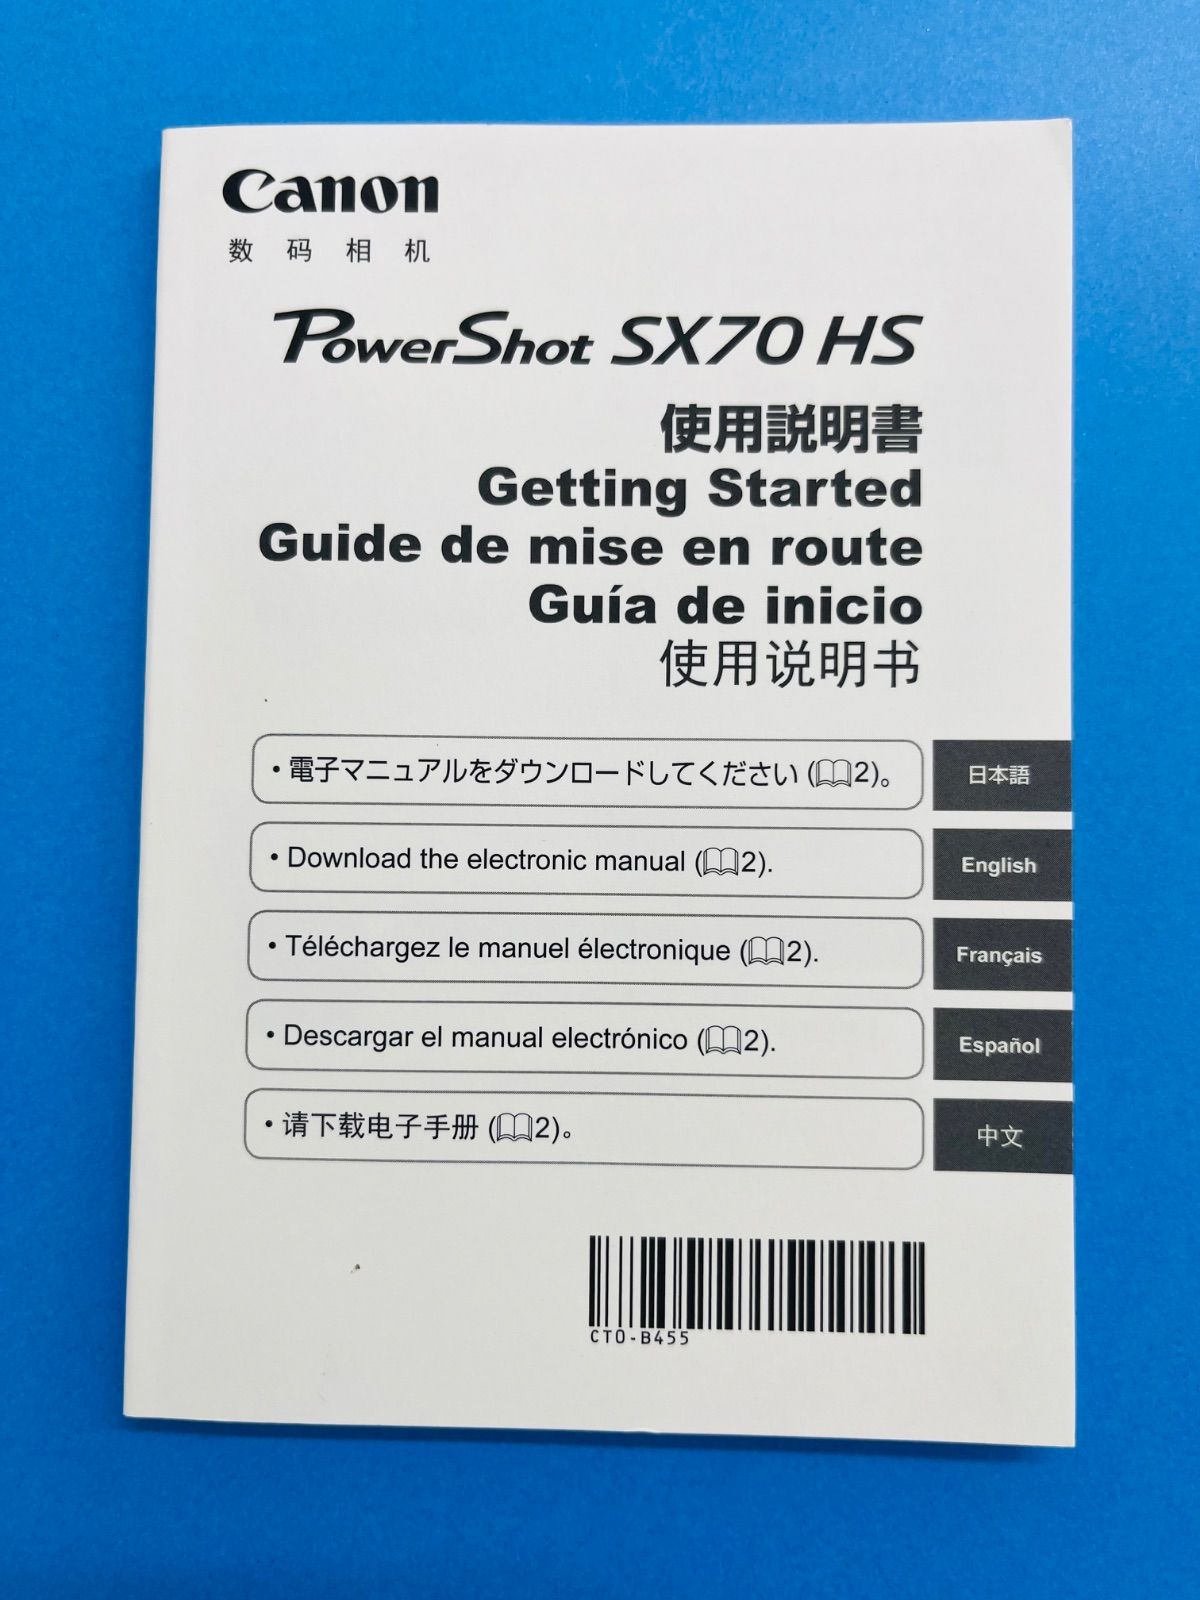 Canon
数码相机
PowerShot SX70 HS
使用説明書
Getting Started
Guide de mise en route
Guía de inicio
使用说明书
・電子マニュアルをダウンロードしてください (2)。
日本語
• Download the electronic manual (2).
English
• Téléchargez le manuel électronique (2).
Français
• Descargar el manual electrónico (2).
Español
• 请下载电子手册 (2)。
中文
CT0-B455